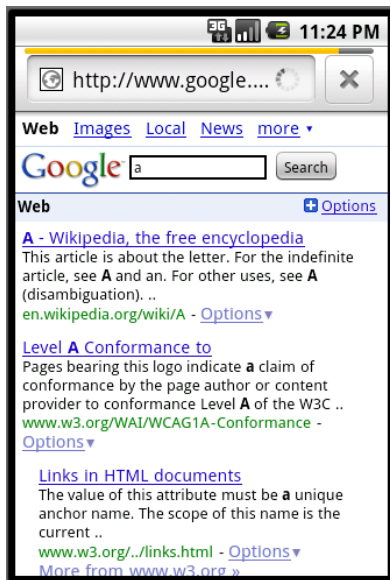 3G 11:24 PM
http://www.google....
Web Images Local News more ▾
Google a Search
Web Options
A - Wikipedia, the free encyclopedia
This article is about the letter. For the indefinite
article, see A and an. For other uses, see A
(disambiguation). ..
en.wikipedia.org/wiki/A - Options▾
Level A Conformance to
Pages bearing this logo indicate a claim of
conformance by the page author or content
provider to conformance Level A of the W3C ..
www.w3.org/WAI/WCAG1A-Conformance -
Options▾
Links in HTML documents
The value of this attribute must be a unique
anchor name. The scope of this name is the
current ..
www.w3.org/../links.html - Options▾
More from www.w3.org »